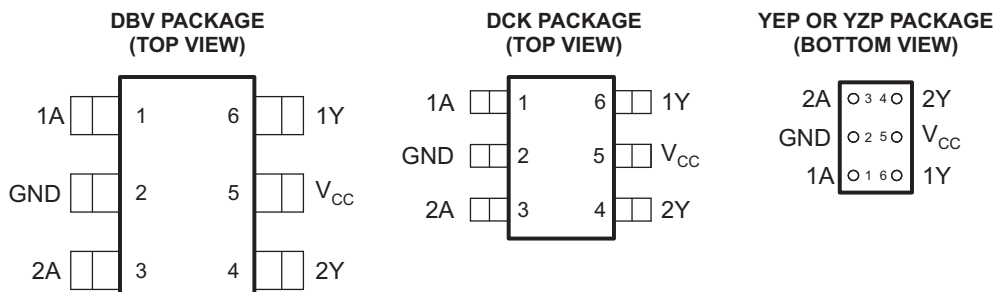 DBV PACKAGE
(TOP VIEW)
1A 1 6 1Y
GND 2 5 VCC
2A 3 4 2Y
DCK PACKAGE
(TOP VIEW)
1A 1 6 1Y
GND 2 5 VCC
2A 3 4 2Y
YEP OR YZP PACKAGE
(BOTTOM VIEW)
2A 3 4 2Y
GND 2 5 VCC
1A 1 6 1Y